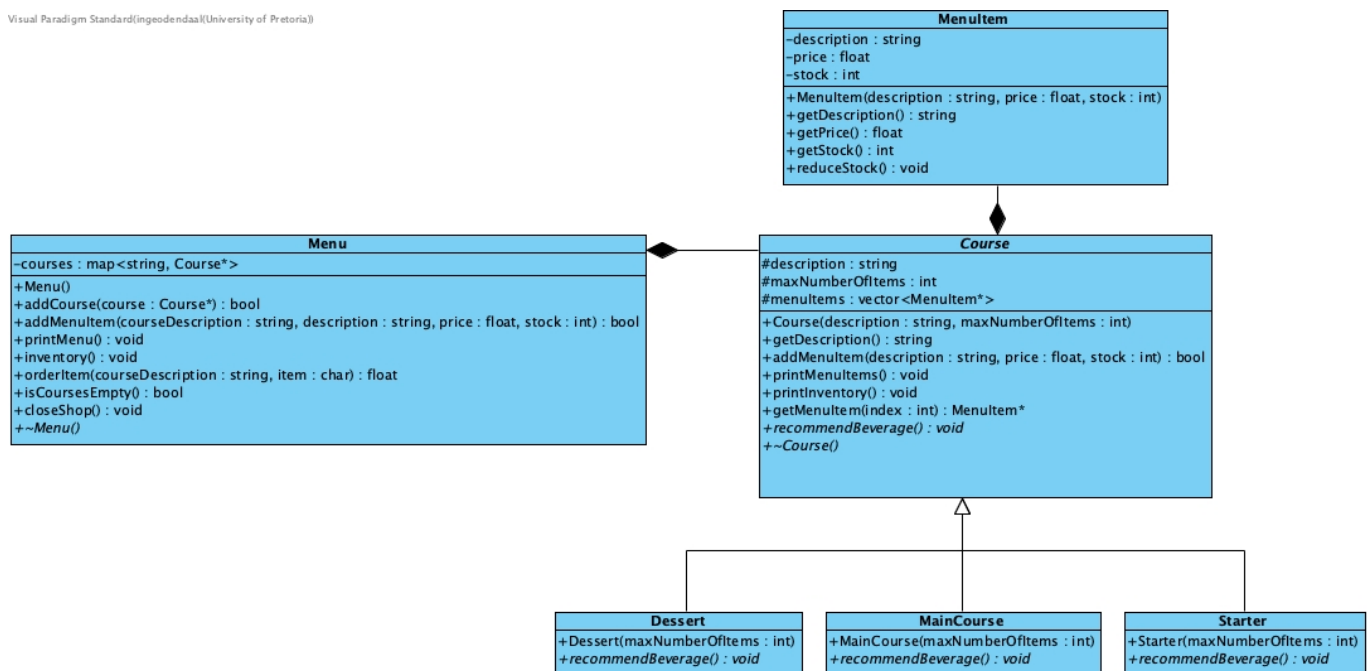 Visual Paradigm Standard(ingeodendaal(University of Pretoria))
MenuItem
-description : string
-price : float
-stock : int
+MenuItem(description : string, price : float, stock : int)
+getDescription() : string
+getPrice() : float
+getStock() : int
+reduceStock() : void
Menu
-courses : map<string, Course*>
+Menu()
+addCourse(course : Course*) : bool
+addMenuItem(courseDescription : string, description : string, price : float, stock : int) : bool
+printMenu() : void
+inventory() : void
+orderItem(courseDescription : string, item : char) : float
+isCoursesEmpty() : bool
+closeShop() : void
+~Menu()
Course
#description : string
#maxNumberOfItems : int
#menuItems : vector<MenuItem*>
+Course(description : string, maxNumberOfItems : int)
+getDescription() : string
+addMenuItem(description : string, price : float, stock : int) : bool
+printMenuItems() : void
+printInventory() : void
+getMenuItem(index : int) : MenuItem*
+recommendBeverage() : void
+~Course()
Dessert
+Dessert(maxNumberOfItems : int)
+recommendBeverage() : void
MainCourse
+MainCourse(maxNumberOfItems : int)
+recommendBeverage() : void
Starter
+Starter(maxNumberOfItems : int)
+recommendBeverage() : void